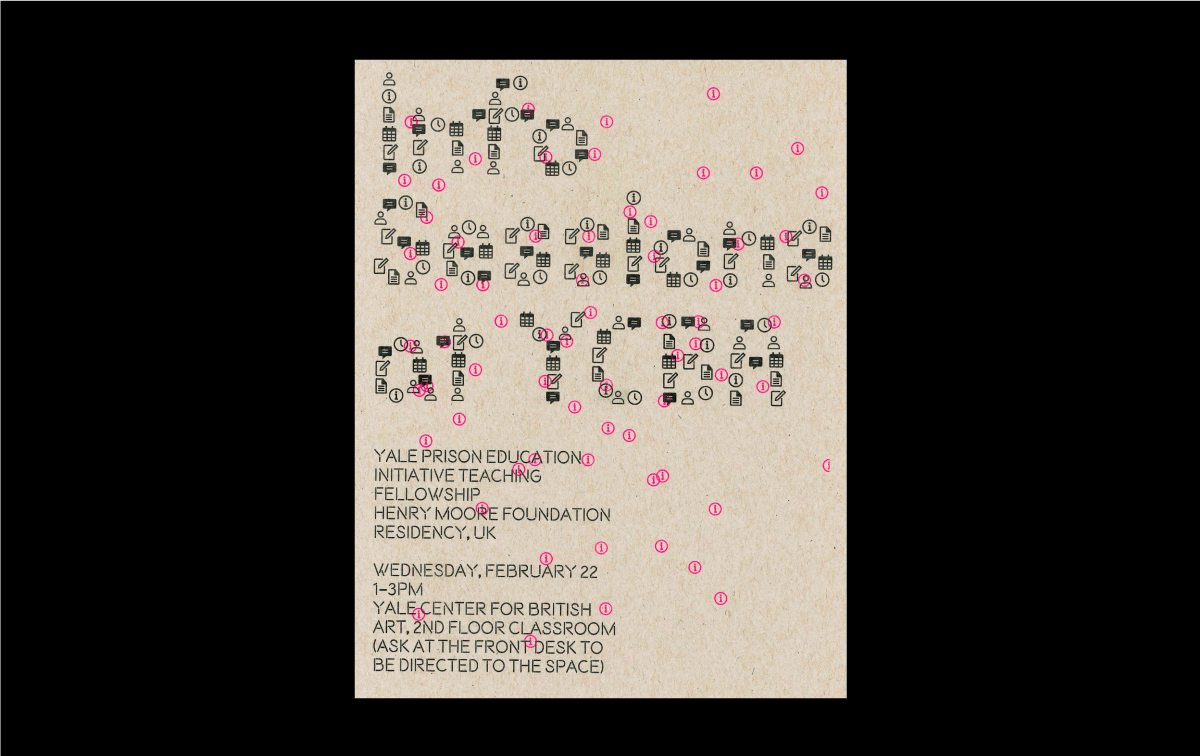 Info
Sessions
at YCBA
YALE PRISON EDUCATION
INITIATIVE TEACHING
FELLOWSHIP
HENRY MOORE FOUNDATION
RESIDENCY, UK
WEDNESDAY, FEBRUARY 22
1–3PM
YALE CENTER FOR BRITISH
ART, 2ND FLOOR CLASSROOM
(ASK AT THE FRONT DESK TO
BE DIRECTED TO THE SPACE)